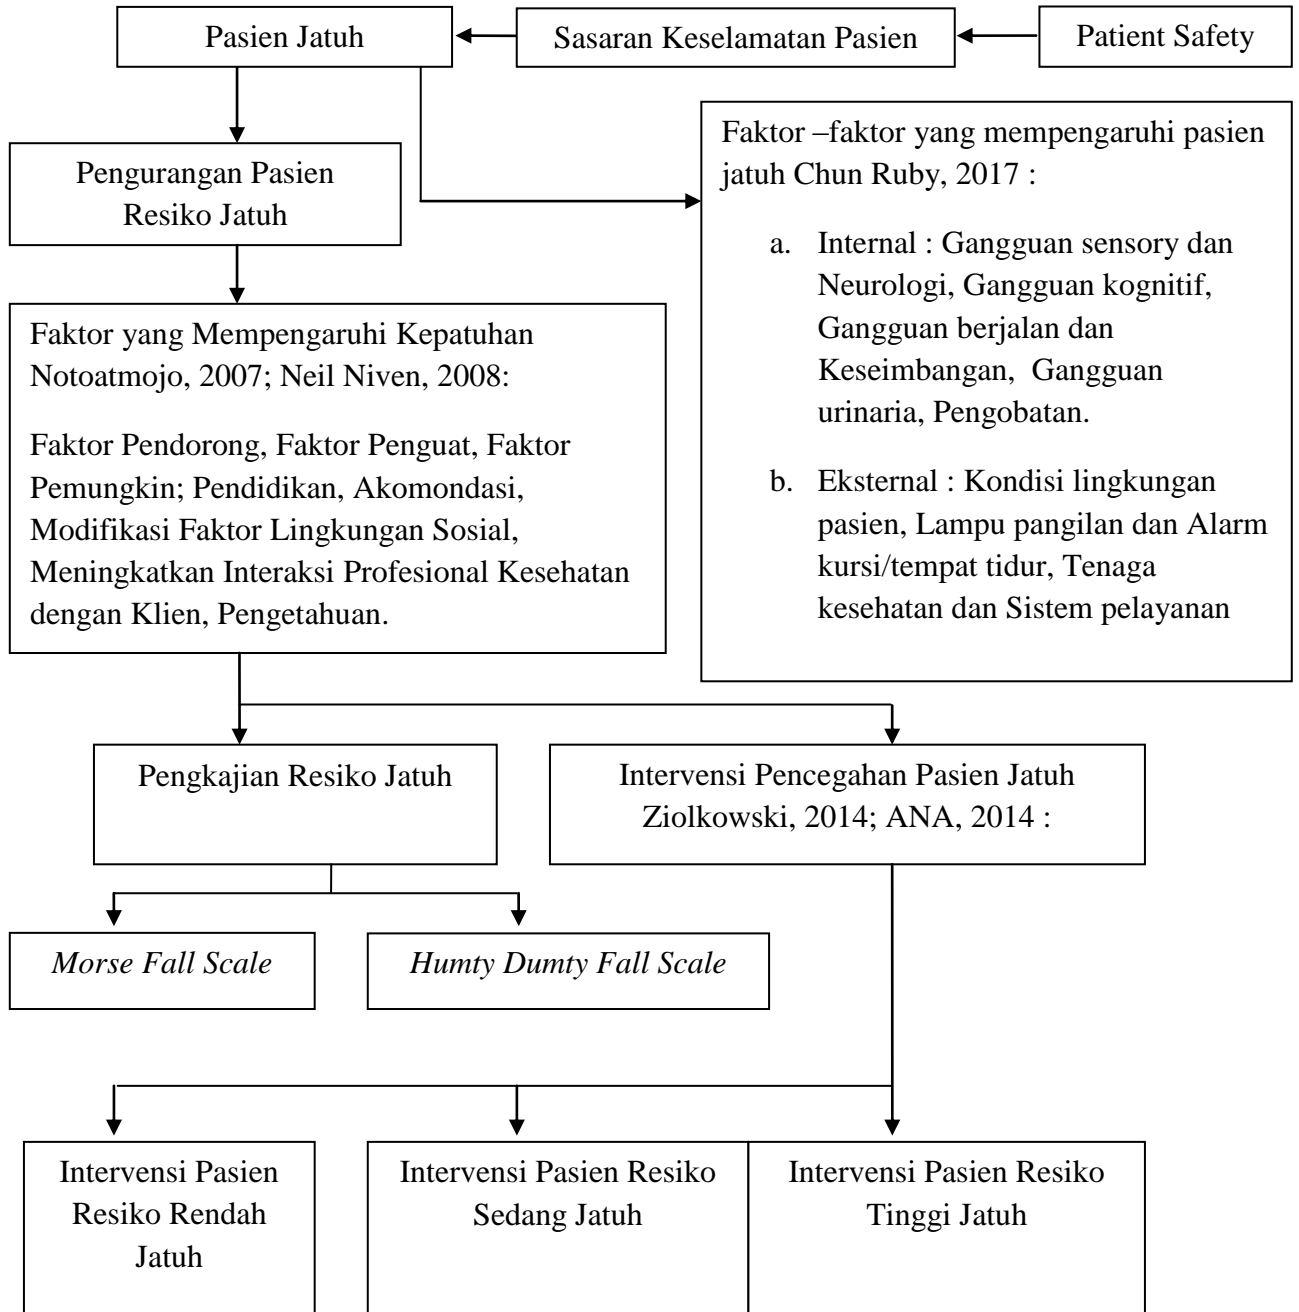 Pasien Jatuh
Sasaran Keselamatan Pasien
Patient Safety
Pengurangan Pasien
Resiko Jatuh
Faktor –faktor yang mempengaruhi pasien
jatuh Chun Ruby, 2017 :
a. Internal : Gangguan sensory dan
Neurologi, Gangguan kognitif,
Gangguan berjalan dan
Keseimbangan, Gangguan
urinaria, Pengobatan.
b. Eksternal : Kondisi lingkungan
pasien, Lampu pangilan dan Alarm
kursi/tempat tidur, Tenaga
kesehatan dan Sistem pelayanan
Faktor yang Mempengaruhi Kepatuhan
Notoatmojo, 2007; Neil Niven, 2008:
Faktor Pendorong, Faktor Penguat, Faktor
Pemungkin; Pendidikan, Akomondasi,
Modifikasi Faktor Lingkungan Sosial,
Meningkatkan Interaksi Profesional Kesehatan
dengan Klien, Pengetahuan.
Pengkajian Resiko Jatuh
Intervensi Pencegahan Pasien Jatuh
Ziolkowski, 2014; ANA, 2014 :
Morse Fall Scale
Humty Dumty Fall Scale
Intervensi Pasien
Resiko Rendah
Jatuh
Intervensi Pasien Resiko
Sedang Jatuh
Intervensi Pasien Resiko
Tinggi Jatuh